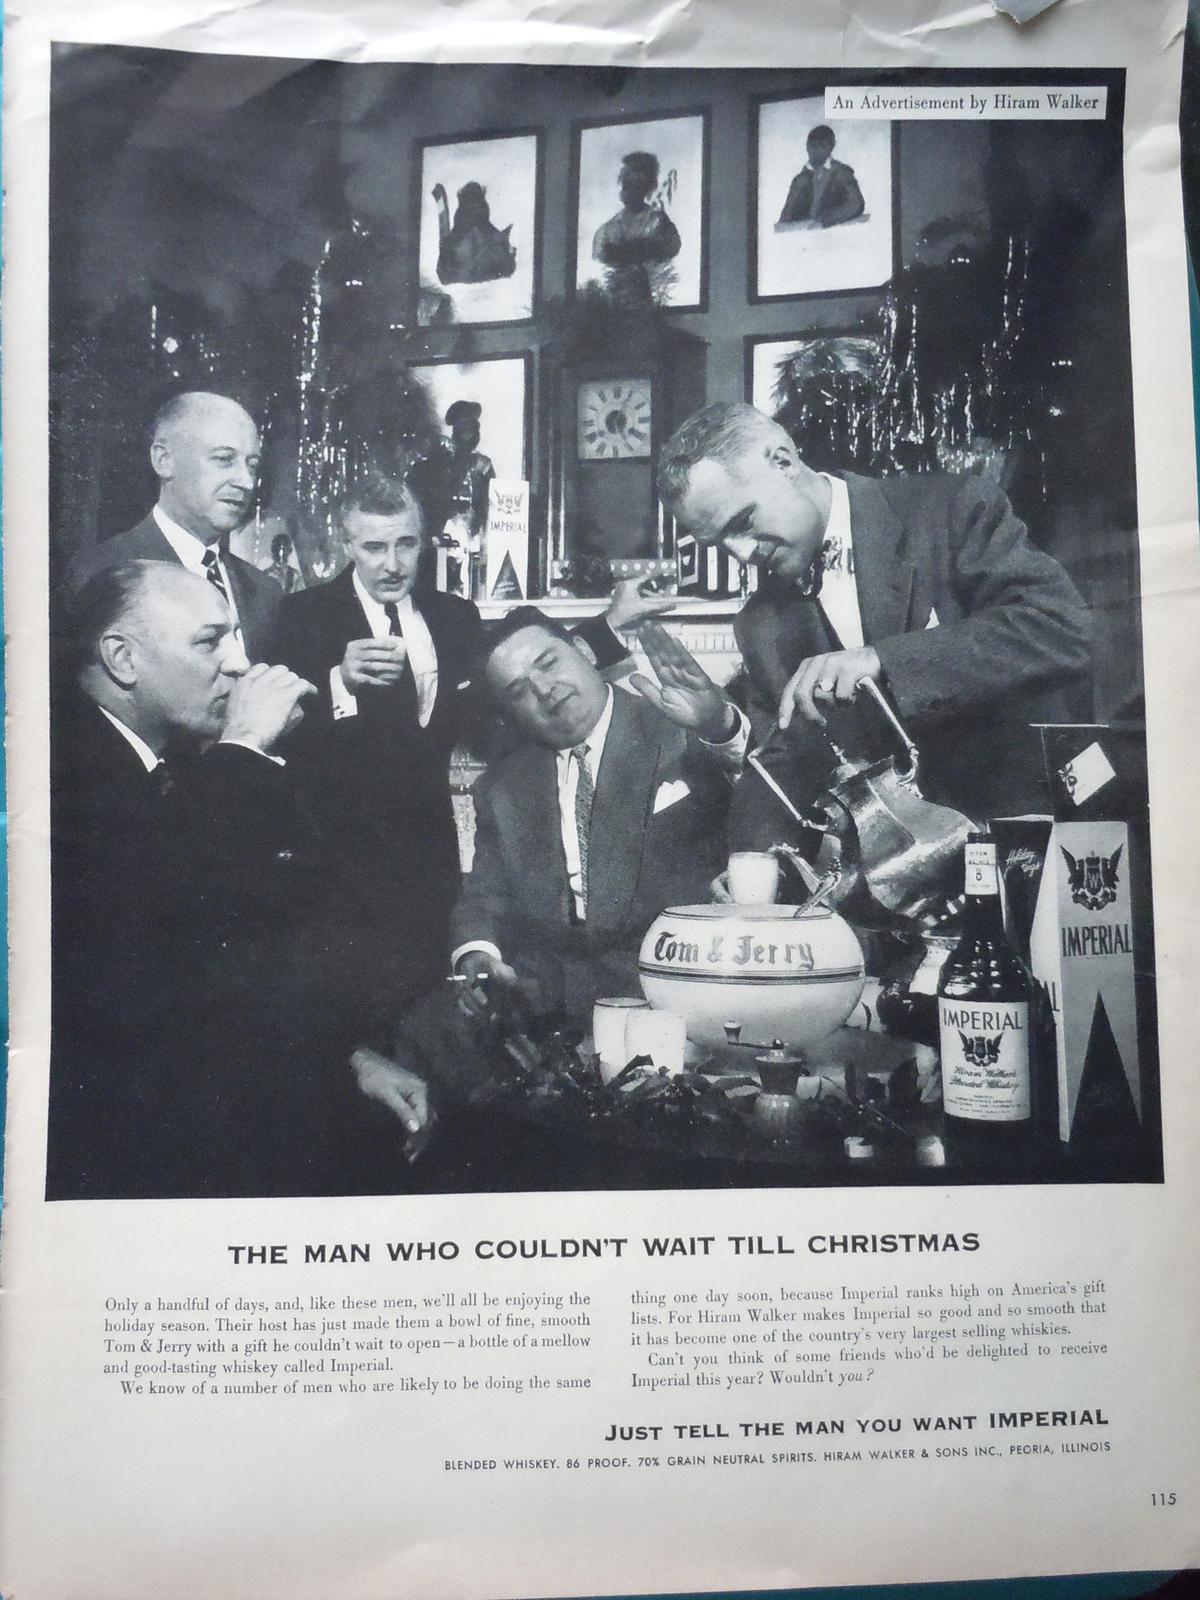 An Advertisement by Hiram Walker
IMPERIAL
Holiday
IMPERIAL
Tom & Jerry
IMPERIAL
Hiram Walker's
Blended Whiskey
THE MAN WHO COULDN'T WAIT TILL CHRISTMAS
Only a handful of days, and, like these men, we'll all be enjoying the
holiday season. Their host has just made them a bowl of fine, smooth
Tom & Jerry with a gift he couldn't wait to open—a bottle of a mellow
and good-tasting whiskey called Imperial.
We know of a number of men who are likely to be doing the same
thing one day soon, because Imperial ranks high on America's gift
lists. For Hiram Walker makes Imperial so good and so smooth that
it has become one of the country's very largest selling whiskies.
Can't you think of some friends who'd be delighted to receive
Imperial this year? Wouldn't you?
JUST TELL THE MAN YOU WANT IMPERIAL
BLENDED WHISKEY. 86 PROOF. 70% GRAIN NEUTRAL SPIRITS. HIRAM WALKER & SONS INC., PEORIA, ILLINOIS
115